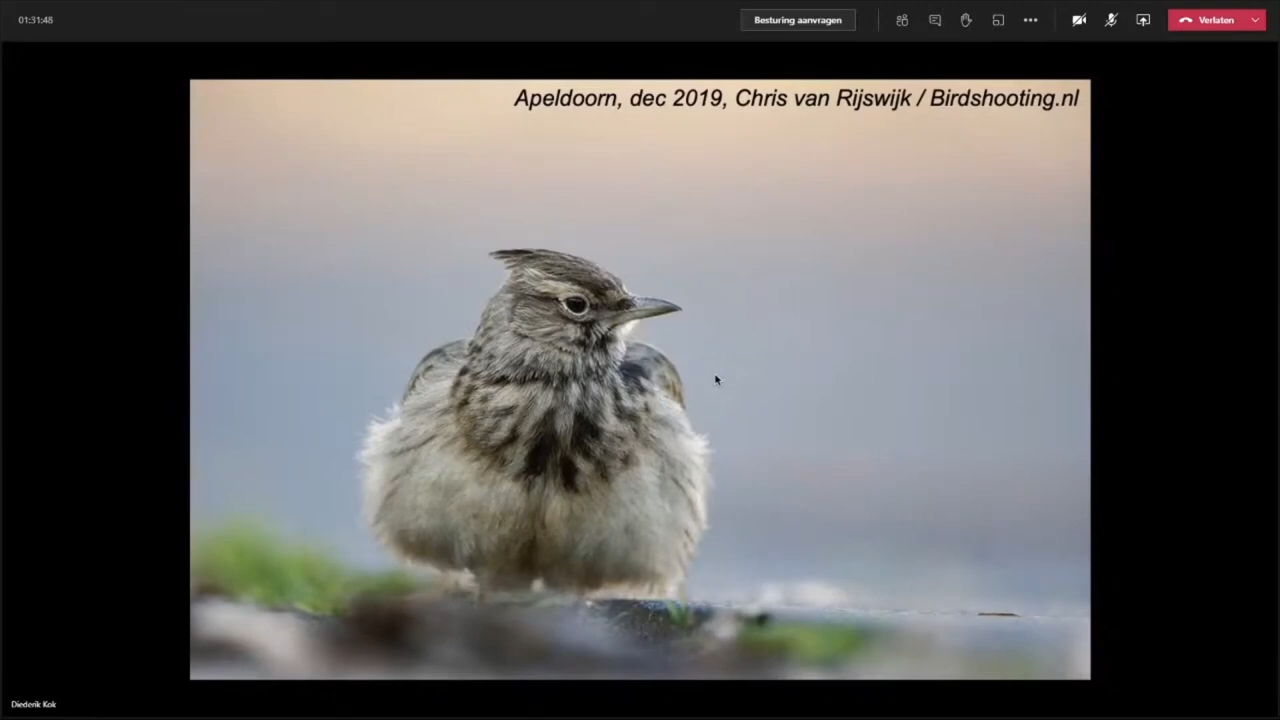 01:31:48
Besturing aanvragen
Verlaten
Apeldoorn, dec 2019, Chris van Rijswijk / Birdshooting.nl
Diederik Kok